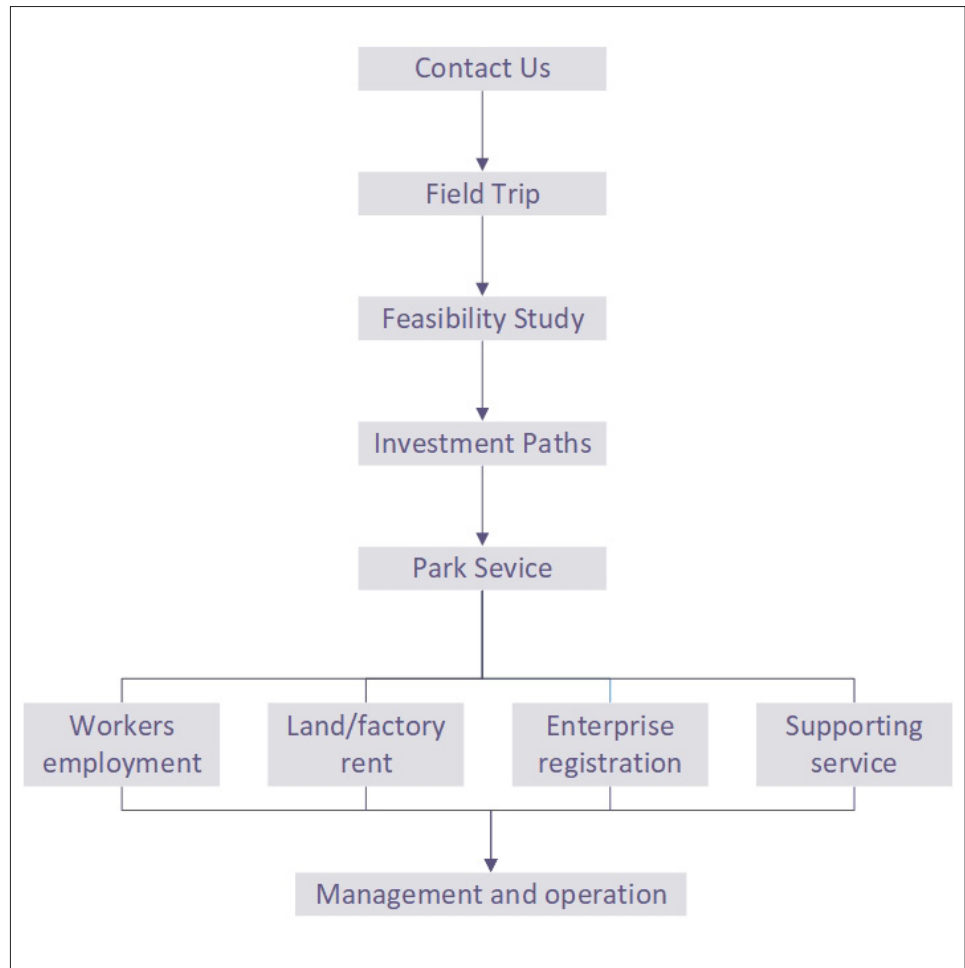 Contact Us
Field Trip
Feasibility Study
Investment Paths
Park Sevice
Workers
employment
Land/factory
rent
Enterprise
registration
Supporting
service
Management and operation